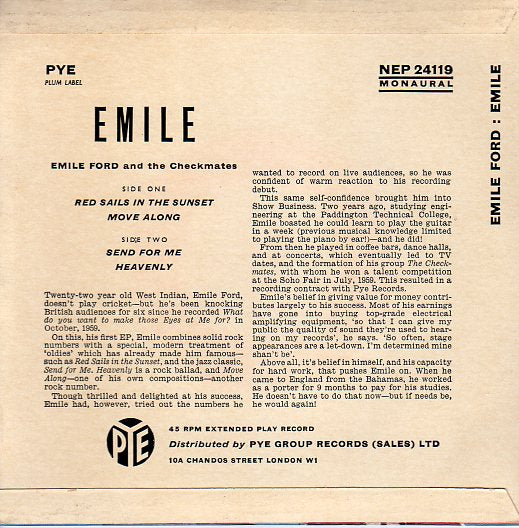 PYE
PLUM LABEL
NEP 24119
MONAURAL
EMILE FORD : EMILE
EMILE
EMILE FORD and the Checkmates
SIDE ONE
RED SAILS IN THE SUNSET
MOVE ALONG
SIDE TWO
SEND FOR ME
HEAVENLY
Twenty-two year old West Indian, Emile Ford,
doesn't play cricket—but he's been knocking
British audiences for six since he recorded What
do you want to make those Eyes at Me for? in
October, 1959.
On this, his first EP, Emile combines solid rock
numbers with a special, modern treatment of
'oldies' which has already made him famous—
such as Red Sails in the Sunset, and the jazz classic,
Send for Me. Heavenly is a rock ballad, and Move
Along—one of his own compositions—another
rock number.
Though thrilled and delighted at his success,
Emile had, however, tried out the numbers he
wanted to record on live audiences, so he was
confident of warm reaction to his recording
debut.
This same self-confidence brought him into
Show Business. Two years ago, studying engi-
neering at the Paddington Technical College,
Emile boasted he could learn to play the guitar
in a week (previous musical knowledge limited
to playing the piano by ear!)—and he did!
From then he played in coffee bars, dance halls,
and at concerts, which eventually led to TV
dates, and the formation of his group The Check-
mates, with whom he won a talent competition
at the Soho Fair in July, 1959. This resulted in a
recording contract with Pye Records.
Emile's belief in giving value for money contri-
butes largely to his success. Most of his earnings
have gone into buying top-grade electrical
amplifying equipment, 'so that I can give my
public the quality of sound they're used to hear-
ing on my records', he says. 'So often, stage
appearances are a let-down. I'm determined mine
shan't be'.
Above all, it's belief in himself, and his capacity
for hard work, that pushes Emile on. When he
came to England from the Bahamas, he worked
as a porter for 9 months to pay for his studies.
He doesn't have to do that now—but if needs be,
he would again!
PYE
45 RPM EXTENDED PLAY RECORD
Distributed by PYE GROUP RECORDS (SALES) LTD
10A CHANDOS STREET LONDON W1